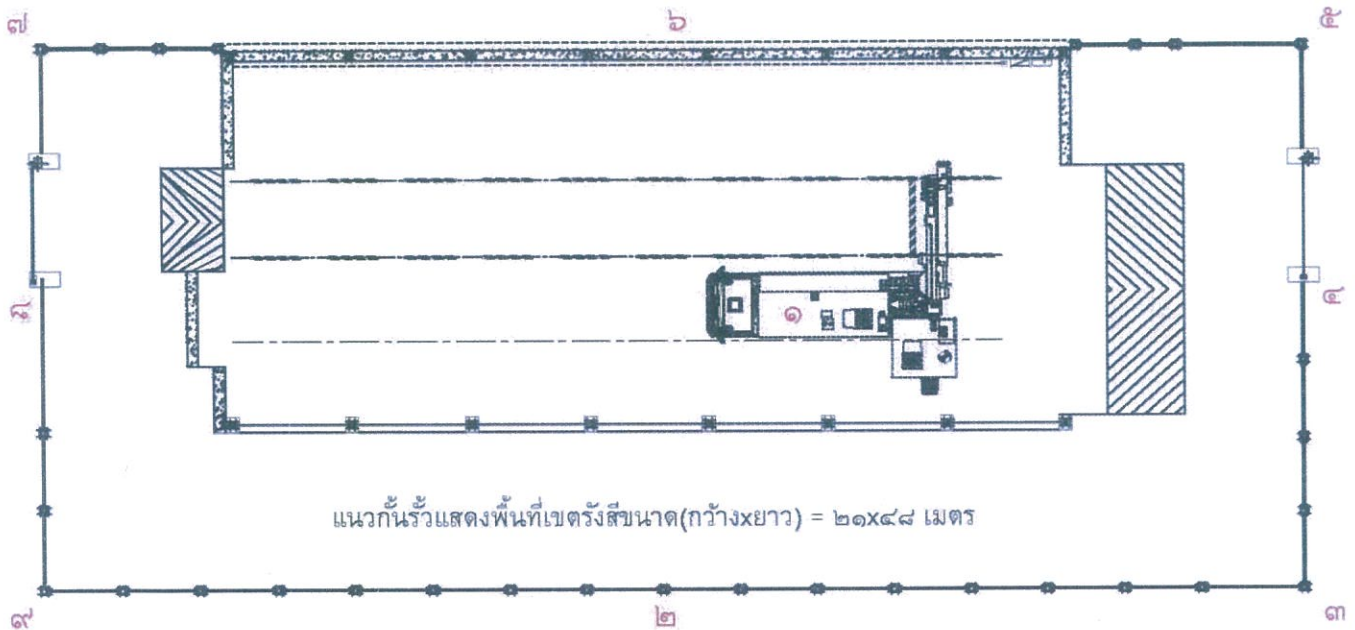 ๗ ๖ ๕
๘ ๑ ๔
แนวกั้นรั้วแสดงพื้นที่เขตรังสีขนาด(กว้างxยาว) = ๒๑x๔๘ เมตร
๙ ๒ ๓